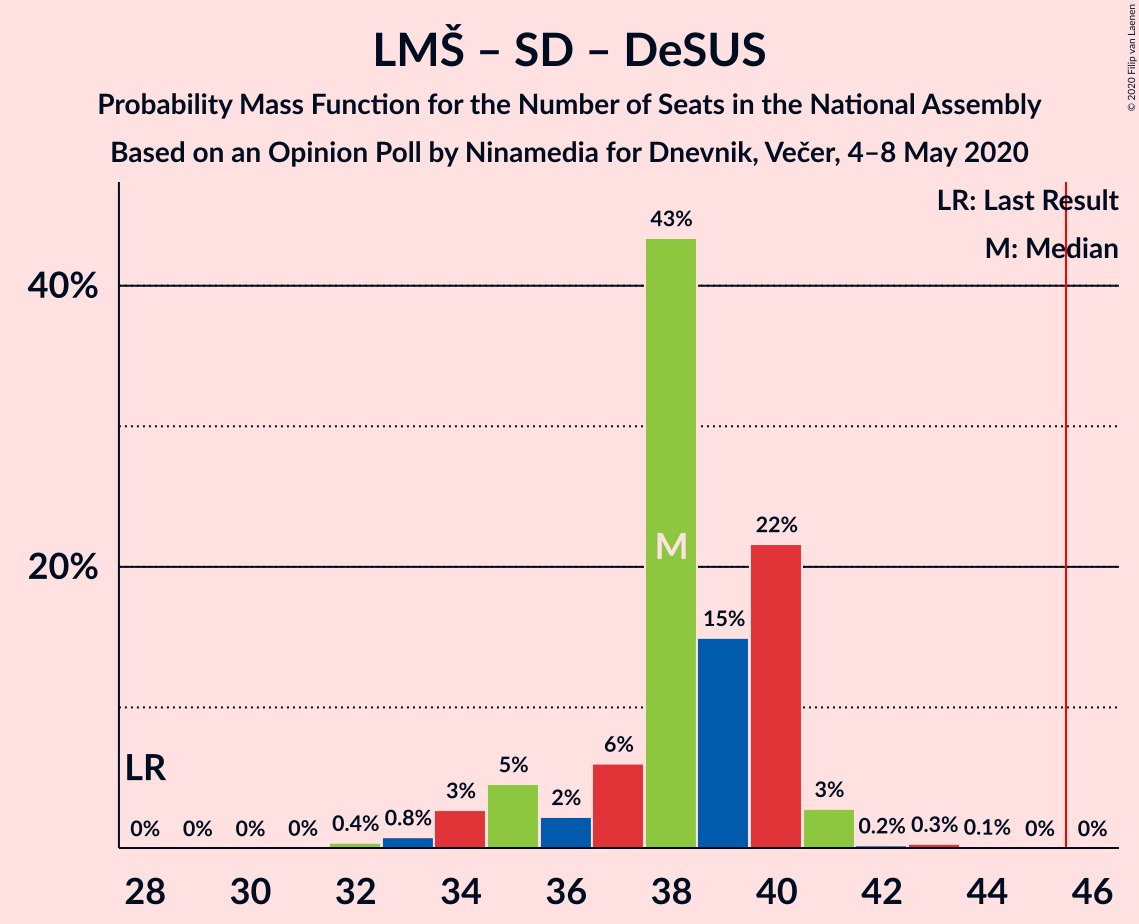 LMŠ – SD – DeSUS
Probability Mass Function for the Number of Seats in the National Assembly
Based on an Opinion Poll by Ninamedia for Dnevnik, Večer, 4–8 May 2020
© 2020 Filip van Laenen
LR: Last Result
M: Median
43%
40%
M
22%
20%
15%
LR
6%
5%
3%
2%
3%
0% 0% 0% 0% 0.4% 0.8% 0.2% 0.3% 0.1% 0% 0%
28 30 32 34 36 38 40 42 44 46